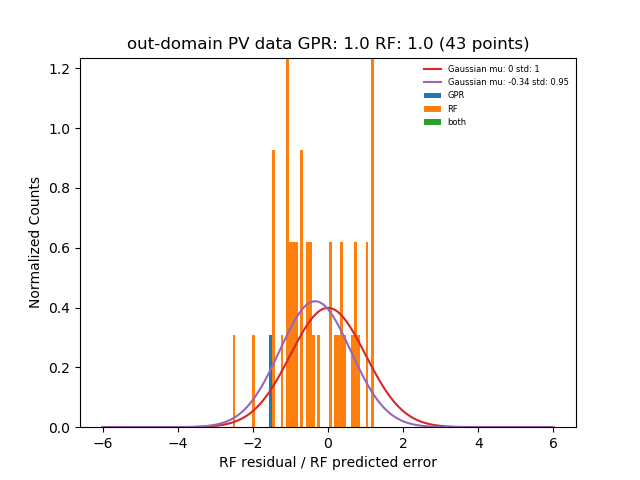 out-domain PV data GPR: 1.0 RF: 1.0 (43 points)
Gaussian mu: 0 std: 1
Gaussian mu: -0.34 std: 0.95
GPR
RF
both
Normalized Counts
1.2
1.0
0.8
0.6
0.4
0.2
0.0
−6 −4 −2 0 2 4 6
RF residual / RF predicted error